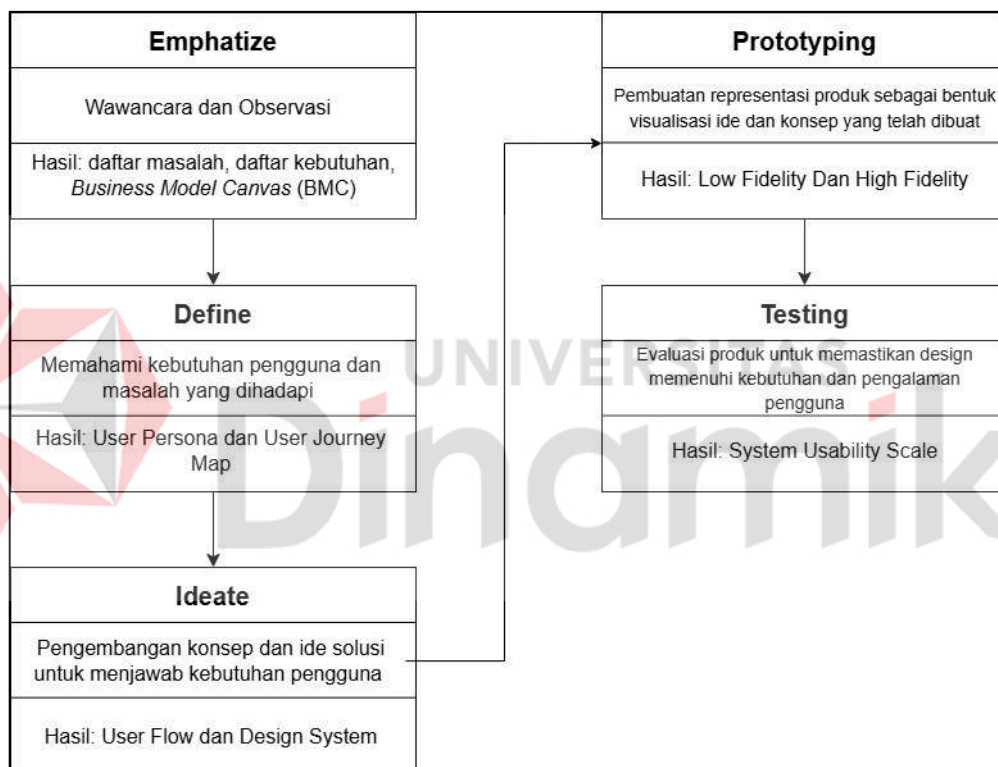 Emphatize
Wawancara dan Observasi
Hasil: daftar masalah, daftar kebutuhan,
Business Model Canvas (BMC)
Define
Memahami kebutuhan pengguna dan
masalah yang dihadapi
Hasil: User Persona dan User Journey
Map
Ideate
Pengembangan konsep dan ide solusi
untuk menjawab kebutuhan pengguna
Hasil: User Flow dan Design System
Prototyping
Pembuatan representasi produk sebagai bentuk
visualisasi ide dan konsep yang telah dibuat
Hasil: Low Fidelity Dan High Fidelity
Testing
Evaluasi produk untuk memastikan design
memenuhi kebutuhan dan pengalaman
pengguna
Hasil: System Usability Scale
UNIVERSITAS
Dinamik